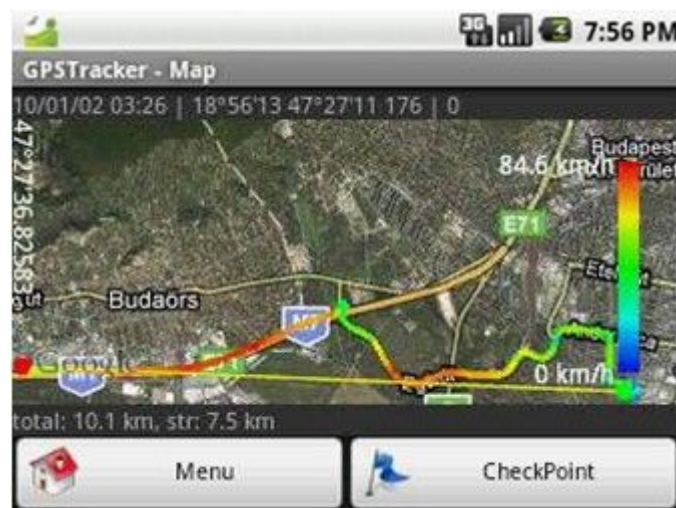 3G 7:56 PM
GPSTracker - Map
10/01/02 03:26 | 18°56'13 47°27'11 176 | 0
47°27'36.82583
Budapest
84.6 km/h
E71
Budaörs
0 km/h
total: 10.1 km, str: 7.5 km
Menu CheckPoint